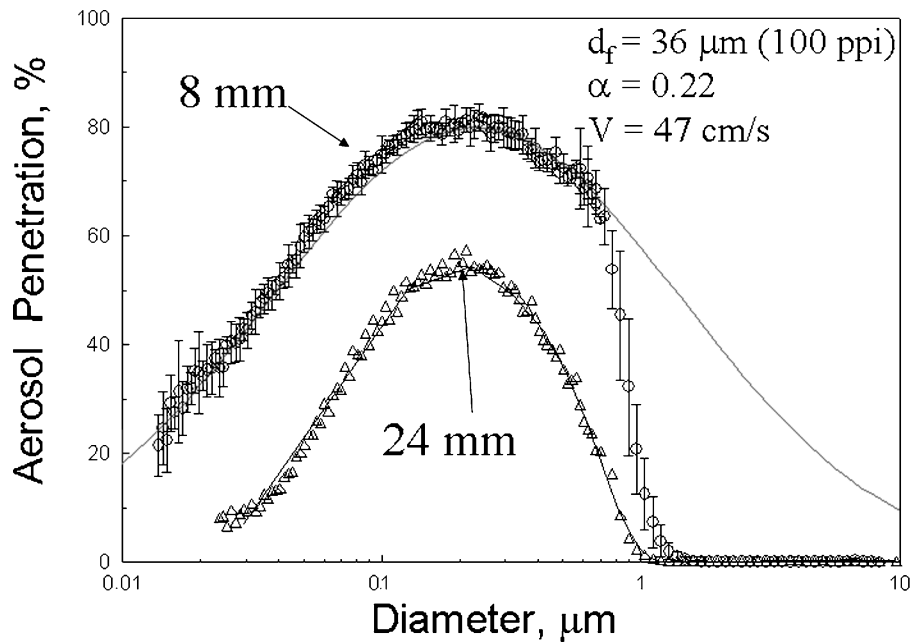 d_f = 36 μm (100 ppi)
α = 0.22
V = 47 cm/s
8 mm
24 mm
Aerosol Penetration, %
100
80
60
40
20
0
0.01
0.1
1
10
Diameter, μm